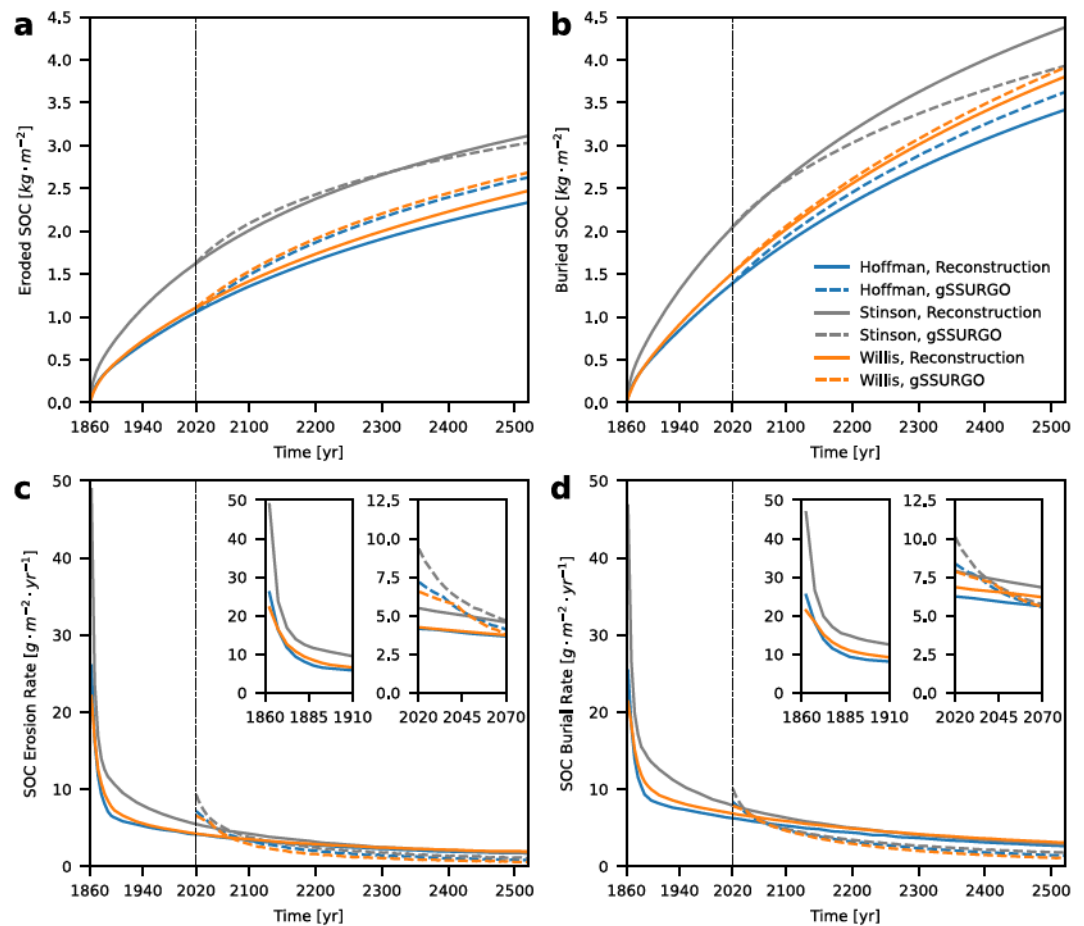 a
4.5
4.0
3.5
3.0
2.5
2.0
1.5
1.0
0.5
0.0
Eroded SOC [kg · m⁻²]
1860 1940 2020 2100 2200 2300 2400 2500
Time [yr]
b
4.5
4.0
3.5
3.0
2.5
2.0
1.5
1.0
0.5
0.0
Buried SOC [kg · m⁻²]
Hoffman, Reconstruction
Hoffman, gSSURGO
Stinson, Reconstruction
Stinson, gSSURGO
Willis, Reconstruction
Willis, gSSURGO
1860 1940 2020 2100 2200 2300 2400 2500
Time [yr]
c
50
40
30
20
10
0
SOC Erosion Rate [g · m⁻² · yr⁻¹]
50
40
30
20
10
0
1860 1885 1910
12.5
10.0
7.5
5.0
2.5
0.0
2020 2045 2070
1860 1940 2020 2100 2200 2300 2400 2500
Time [yr]
d
50
40
30
20
10
0
SOC Burial Rate [g · m⁻² · yr⁻¹]
50
40
30
20
10
0
1860 1885 1910
12.5
10.0
7.5
5.0
2.5
0.0
2020 2045 2070
1860 1940 2020 2100 2200 2300 2400 2500
Time [yr]